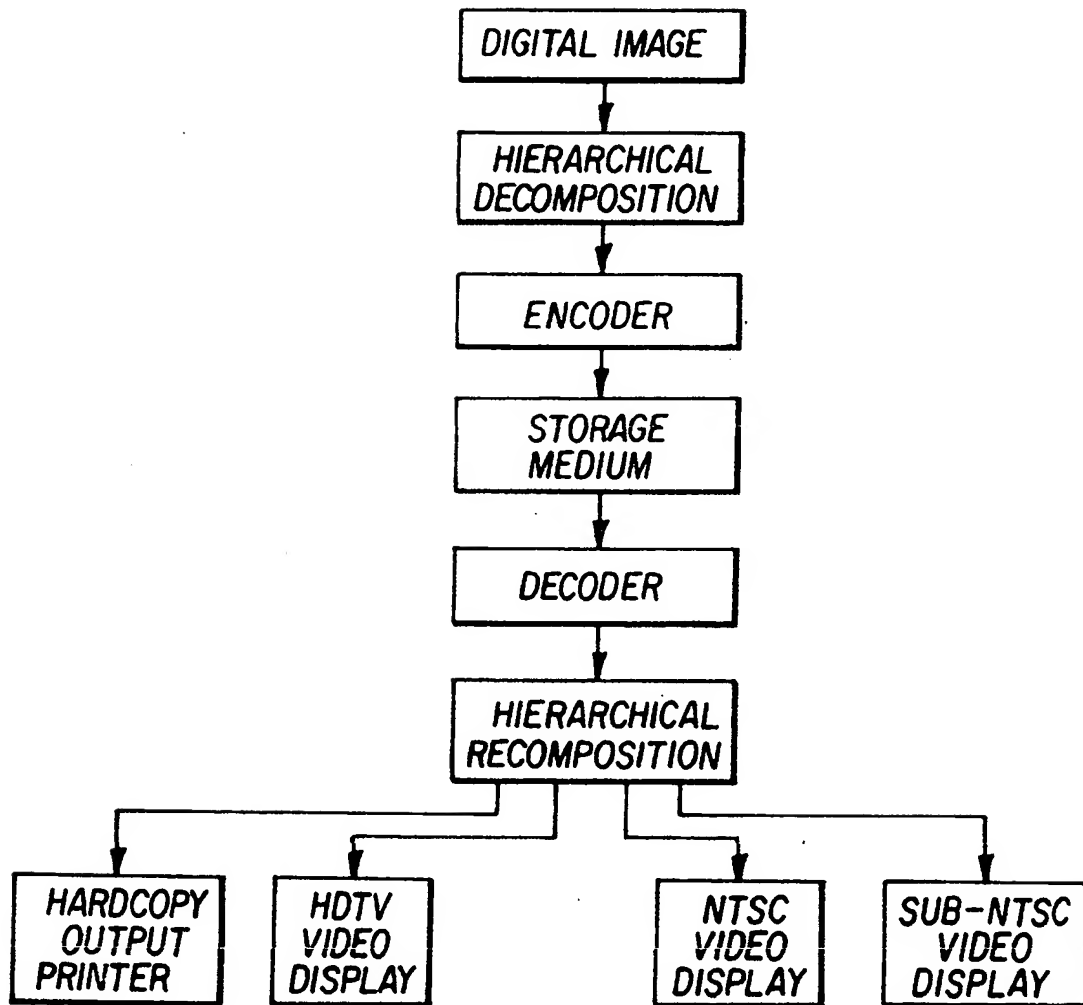 DIGITAL IMAGE
HIERARCHICAL
DECOMPOSITION
ENCODER
STORAGE
MEDIUM
DECODER
HIERARCHICAL
RECOMPOSITION
HARDCOPY
OUTPUT
PRINTER
HDTV
VIDEO
DISPLAY
NTSC
VIDEO
DISPLAY
SUB-NTSC
VIDEO
DISPLAY